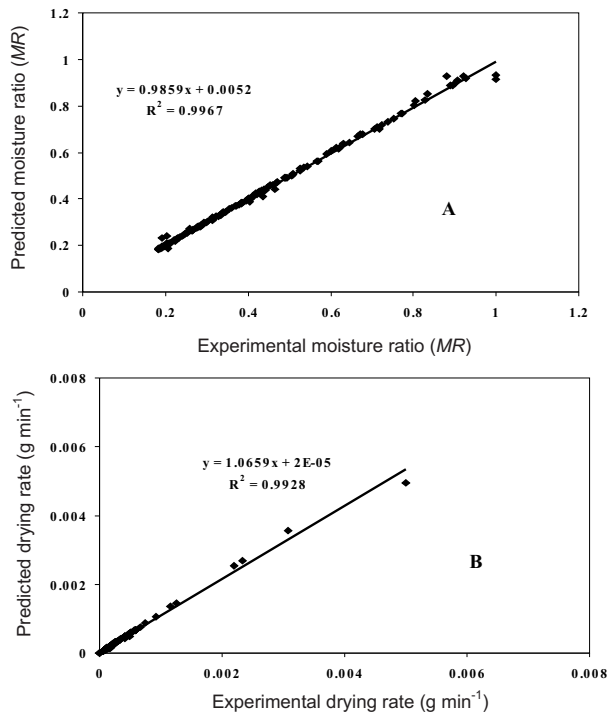 1.2
1
0.8
0.6
0.4
0.2
0
Predicted moisture ratio (MR)
y = 0.9859x + 0.0052
R² = 0.9967
A
0 0.2 0.4 0.6 0.8 1 1.2
Experimental moisture ratio (MR)
0.008
0.006
0.004
0.002
0
Predicted drying rate (g min⁻¹)
y = 1.0659x + 2E-05
R² = 0.9928
B
0 0.002 0.004 0.006 0.008
Experimental drying rate (g min⁻¹)